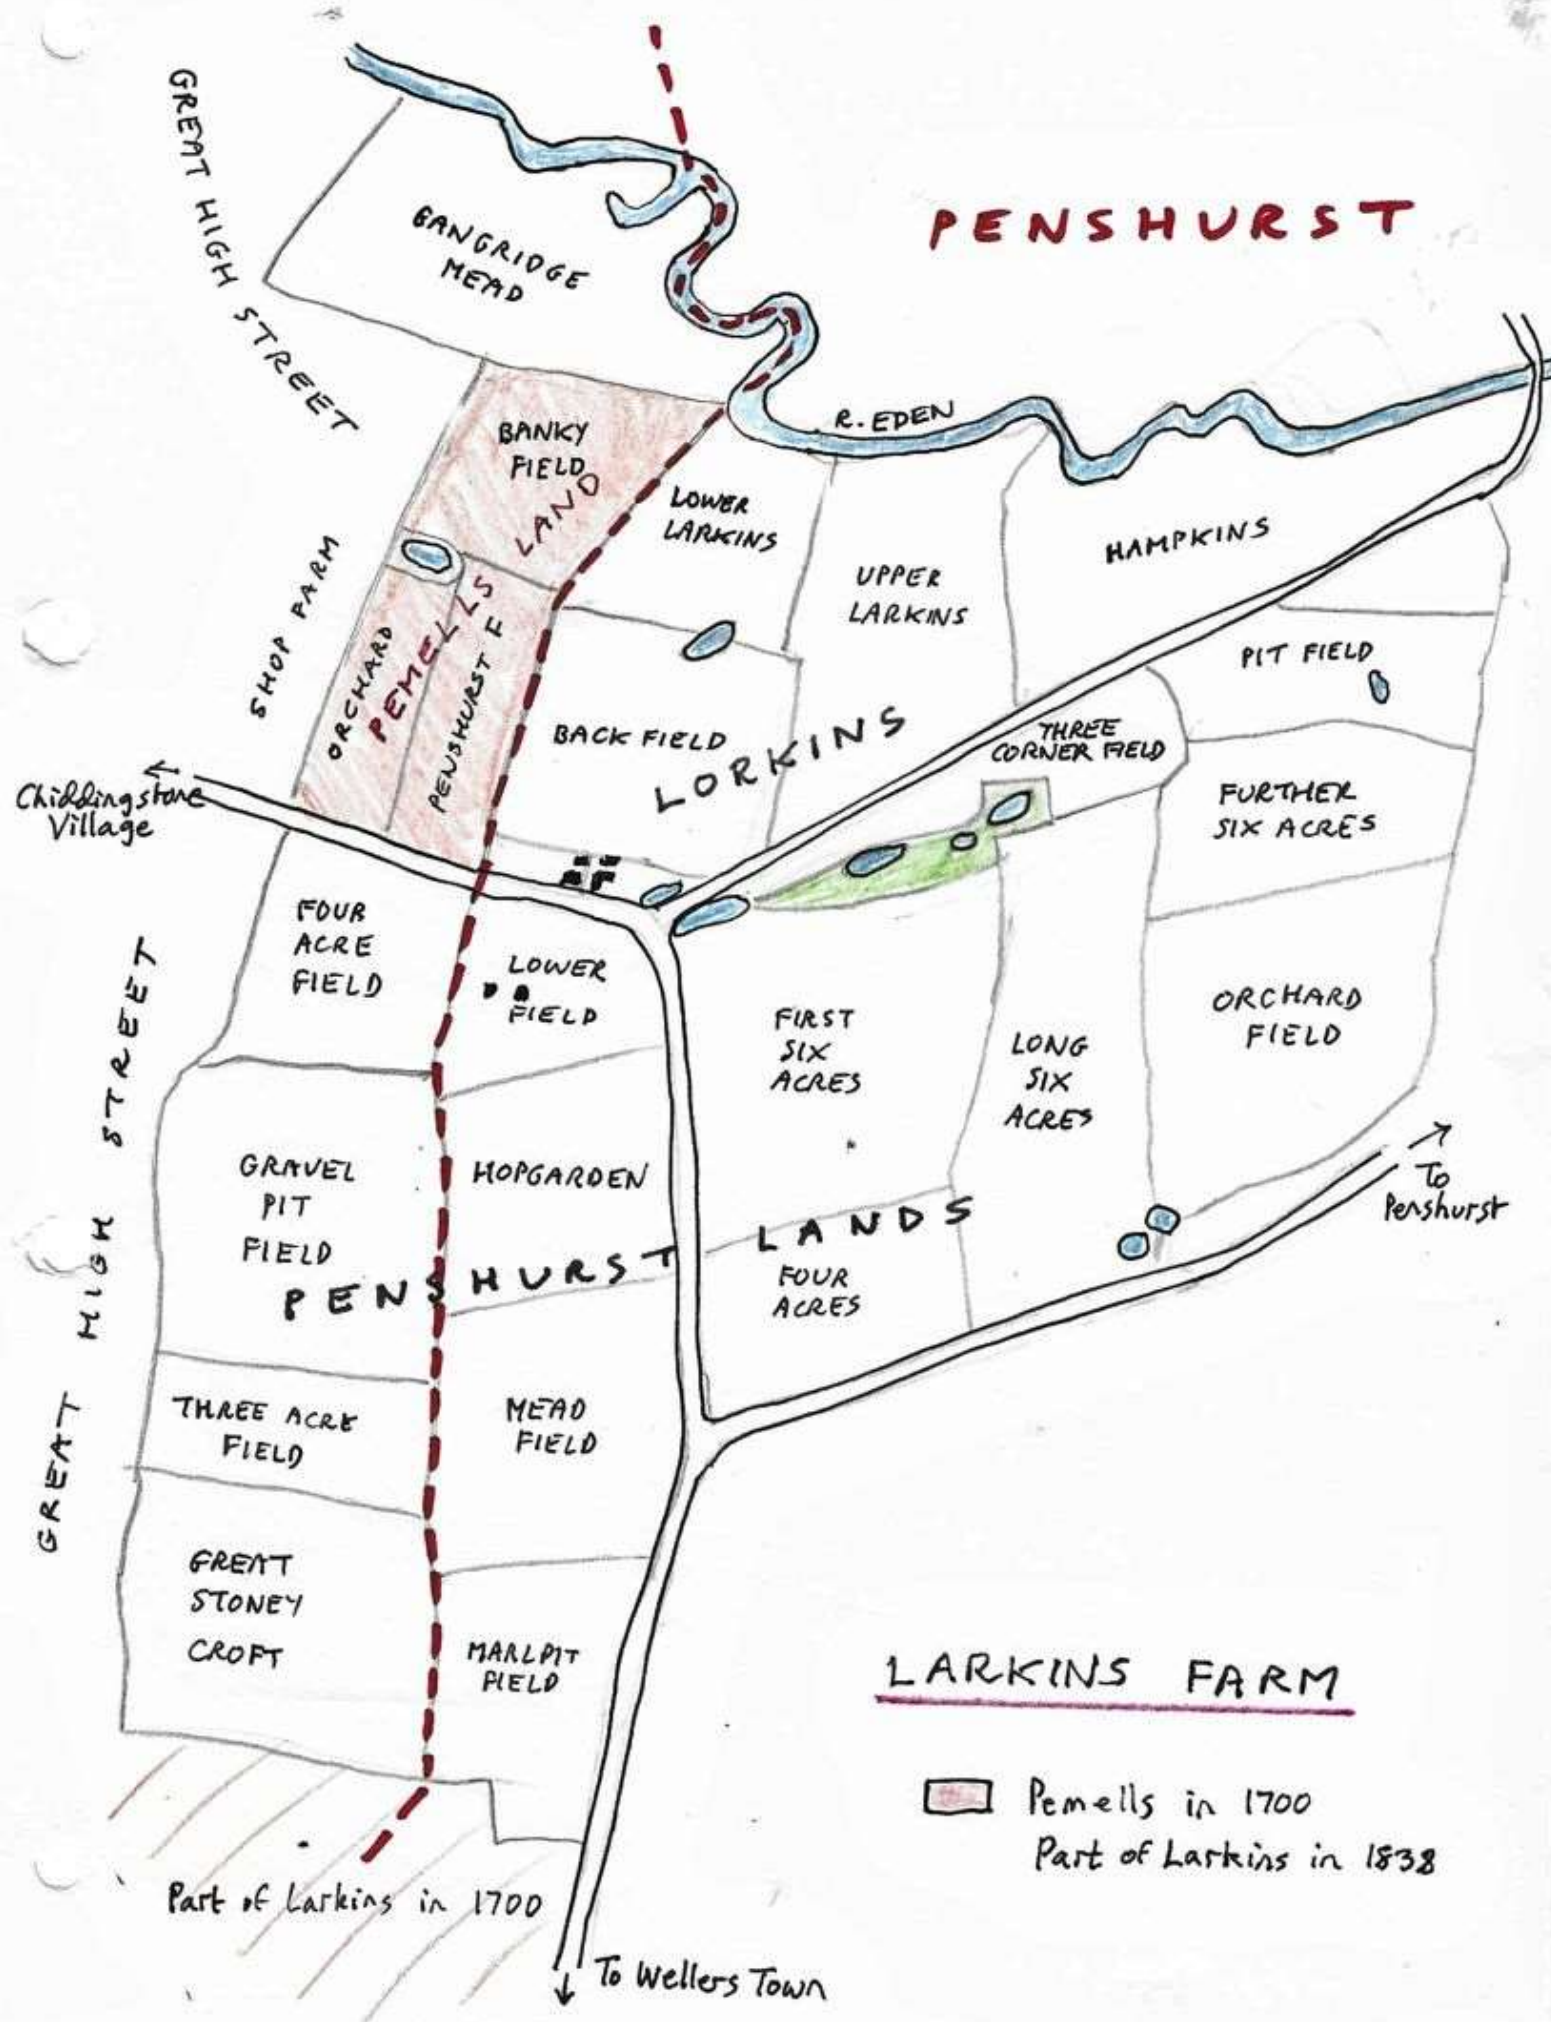 GREAT HIGH STREET
BANGRIDGE
MEAD
PENSHURST
R. EDEN
BANKY
FIELD
PEMELLS LAND
LOWER
LARKINS
UPPER
LARKINS
HAMPKINS
SHOP FARM
ORCHARD
PENSHURST F
BACK FIELD
LORKINS
PIT FIELD
THREE
CORNER FIELD
FURTHER
SIX ACRES
Chiddingstone
Village
FOUR
ACRE
FIELD
LOWER
FIELD
FIRST
SIX
ACRES
LONG
SIX
ACRES
ORCHARD
FIELD
GREAT HIGH STREET
GRAVEL
PIT
FIELD
HOPGARDEN
PENSHURST LANDS
FOUR
ACRES
To
Penshurst
THREE ACRE
FIELD
MEAD
FIELD
GREAT
STONEY
CROFT
MARLPIT
FIELD
LARKINS FARM
Pemells in 1700
Part of Larkins in 1838
Part of Larkins in 1700
To Wellers Town